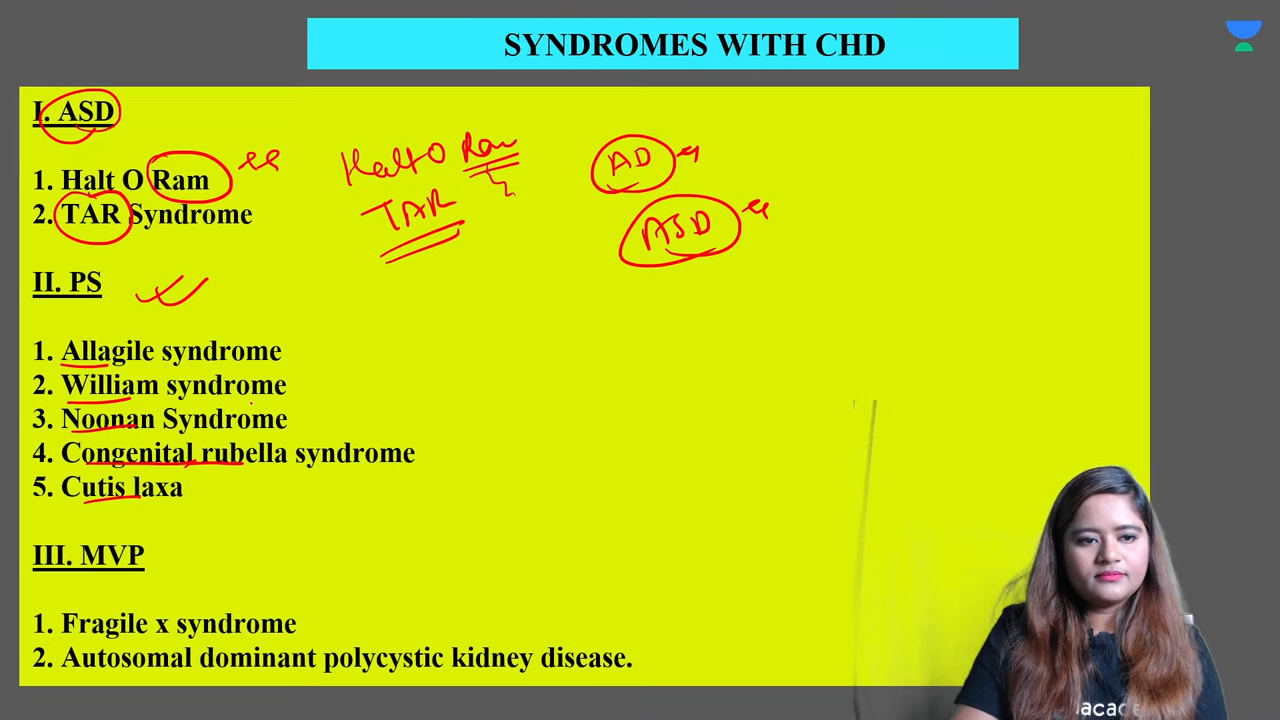 SYNDROMES WITH CHD
I. ASD
1. Halt O Ram
2. TAR Syndrome
Halt O Ram
TAR
AD
ASD
II. PS
1. Allagile syndrome
2. William syndrome
3. Noonan Syndrome
4. Congenital rubella syndrome
5. Cutis laxa
III. MVP
1. Fragile x syndrome
2. Autosomal dominant polycystic kidney disease.